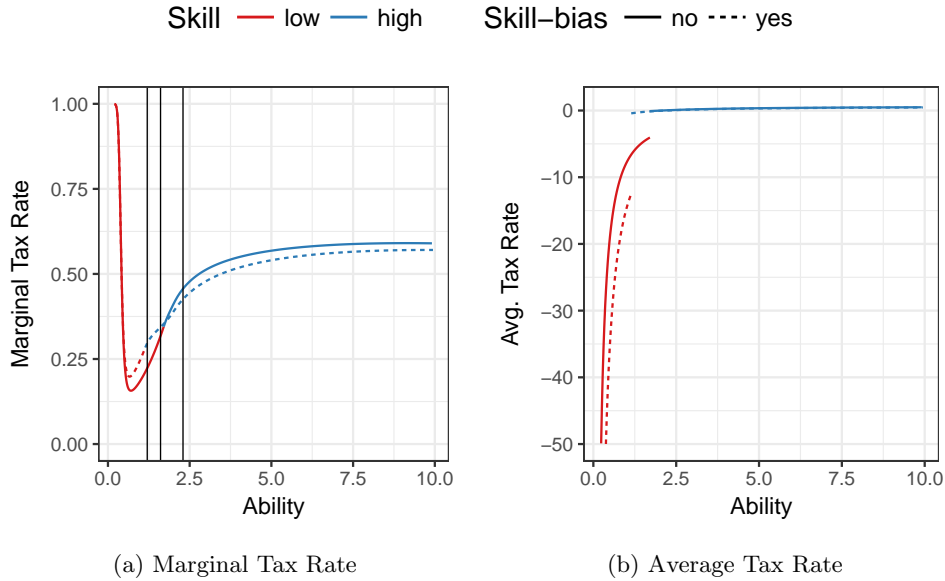 Skill low high Skill-bias no yes
1.00
0.75
0.50
0.25
0.00
Marginal Tax Rate
0.0 2.5 5.0 7.5 10.0
Ability
0
−10
−20
−30
−40
−50
Avg. Tax Rate
0.0 2.5 5.0 7.5 10.0
Ability
(a) Marginal Tax Rate
(b) Average Tax Rate